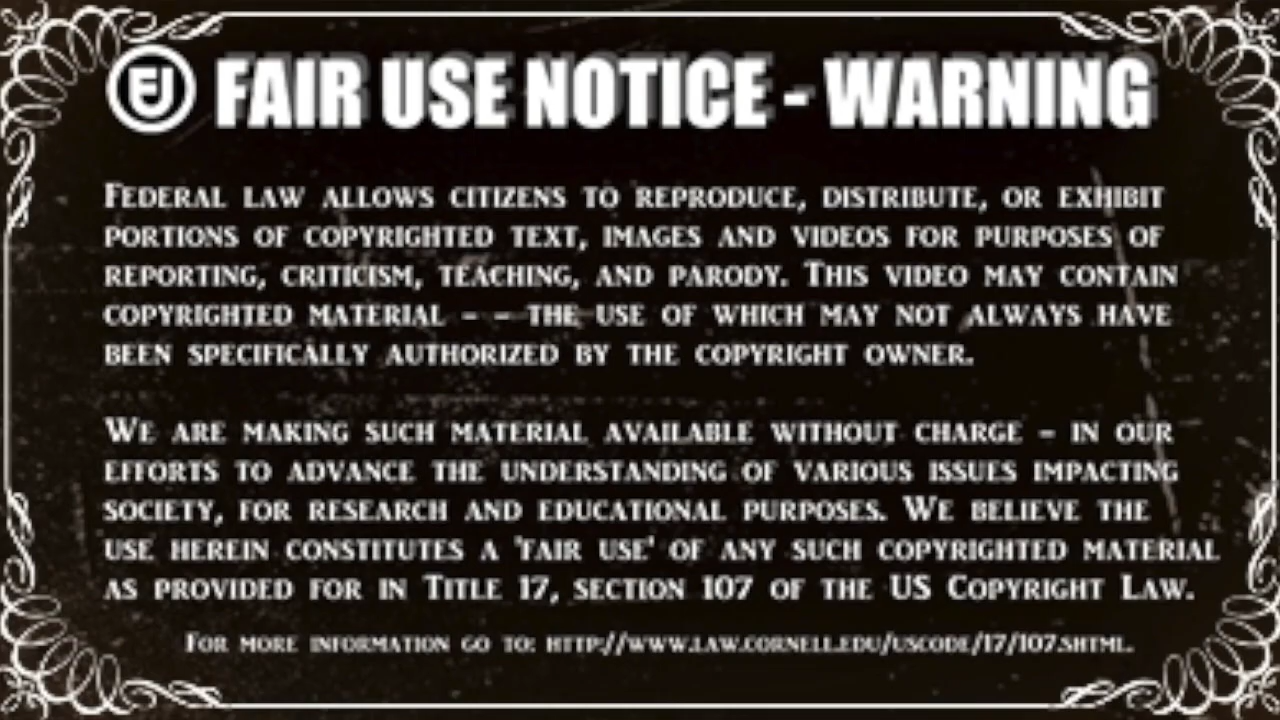 FU FAIR USE NOTICE - WARNING
FEDERAL LAW ALLOWS CITIZENS TO REPRODUCE, DISTRIBUTE, OR EXHIBIT
PORTIONS OF COPYRIGHTED TEXT, IMAGES AND VIDEOS FOR PURPOSES OF
REPORTING, CRITICISM, TEACHING, AND PARODY. THIS VIDEO MAY CONTAIN
COPYRIGHTED MATERIAL - - THE USE OF WHICH MAY NOT ALWAYS HAVE
BEEN SPECIFICALLY AUTHORIZED BY THE COPYRIGHT OWNER.
WE ARE MAKING SUCH MATERIAL AVAILABLE WITHOUT CHARGE - IN OUR
EFFORTS TO ADVANCE THE UNDERSTANDING OF VARIOUS ISSUES IMPACTING
SOCIETY, FOR RESEARCH AND EDUCATIONAL PURPOSES. WE BELIEVE THE
USE HEREIN CONSTITUTES A 'FAIR USE' OF ANY SUCH COPYRIGHTED MATERIAL
AS PROVIDED FOR IN TITLE 17, SECTION 107 OF THE US COPYRIGHT LAW.
FOR MORE INFORMATION GO TO: HTTP://WWW.LAW.CORNELL.EDU/USCODE/17/107.SHTML.